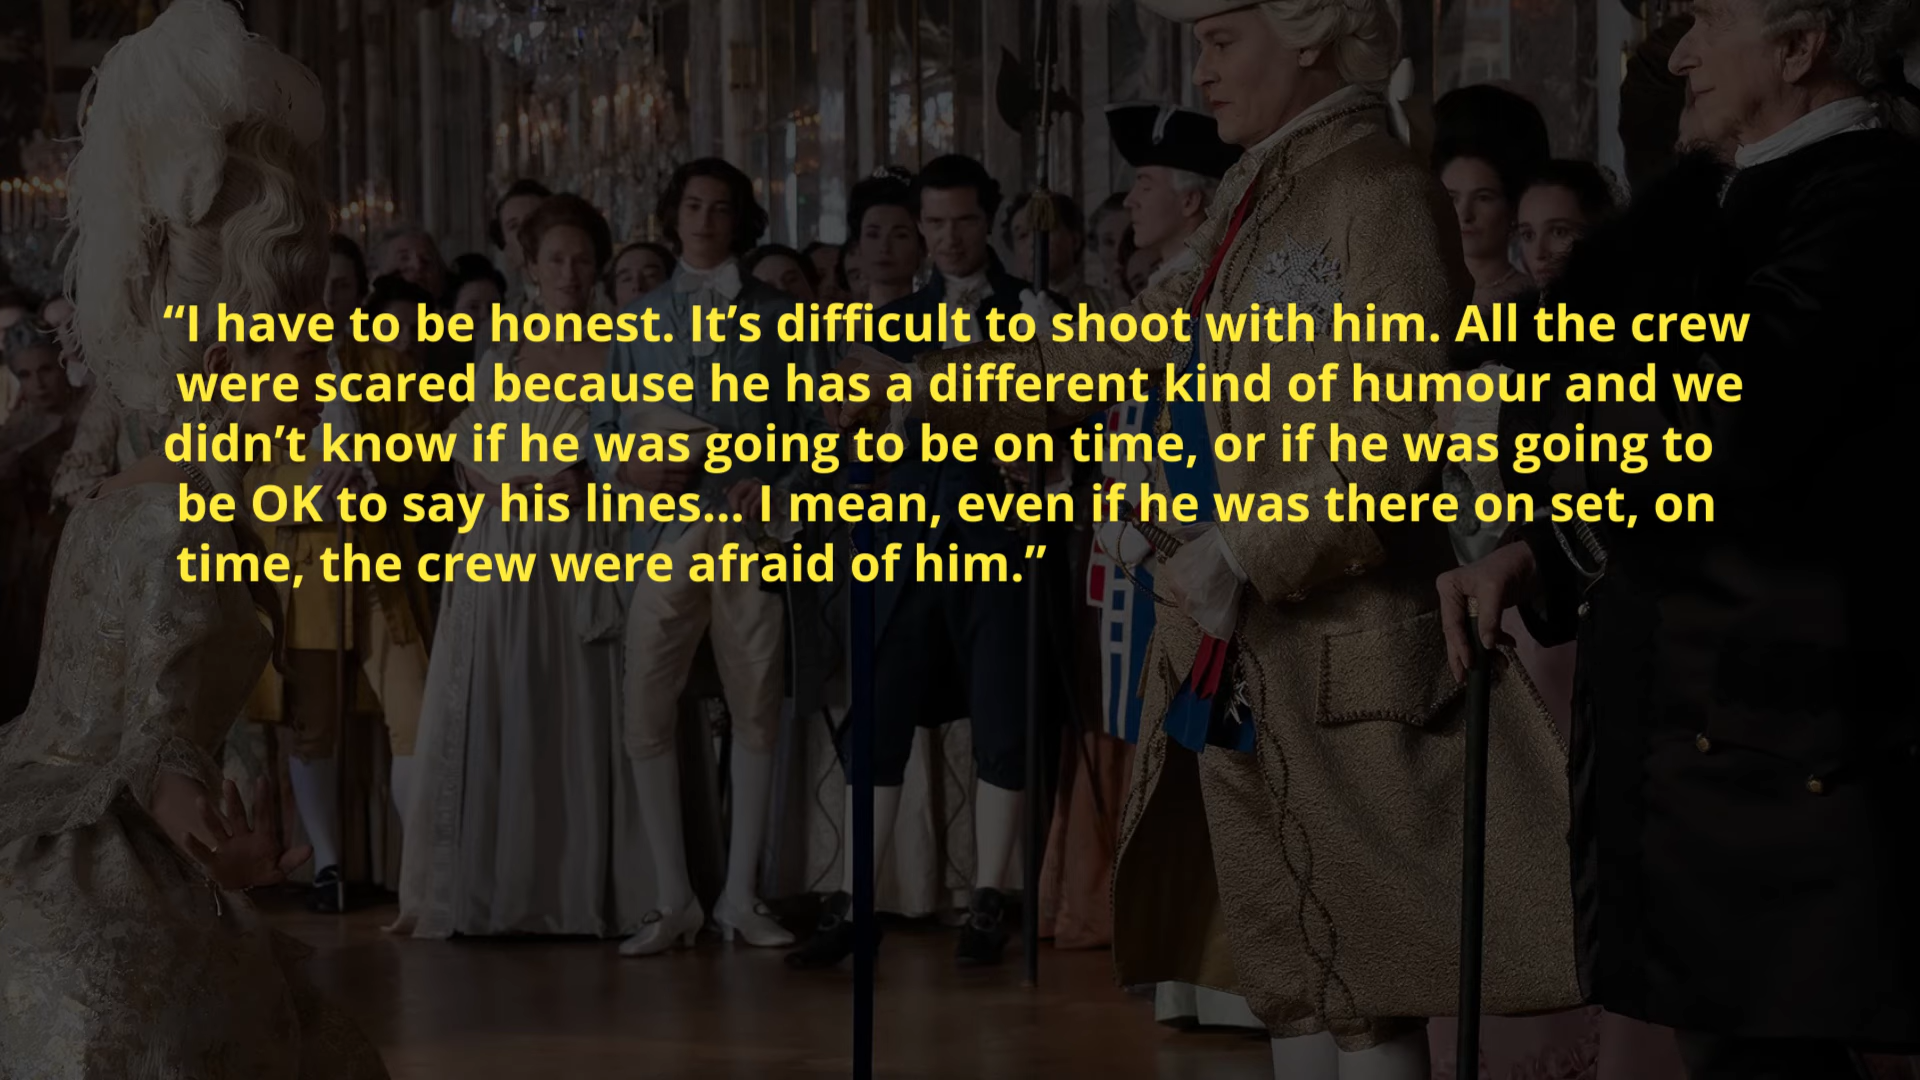 “I have to be honest. It’s difficult to shoot with him. All the crew
were scared because he has a different kind of humour and we
didn’t know if he was going to be on time, or if he was going to
be OK to say his lines... I mean, even if he was there on set, on
time, the crew were afraid of him.”